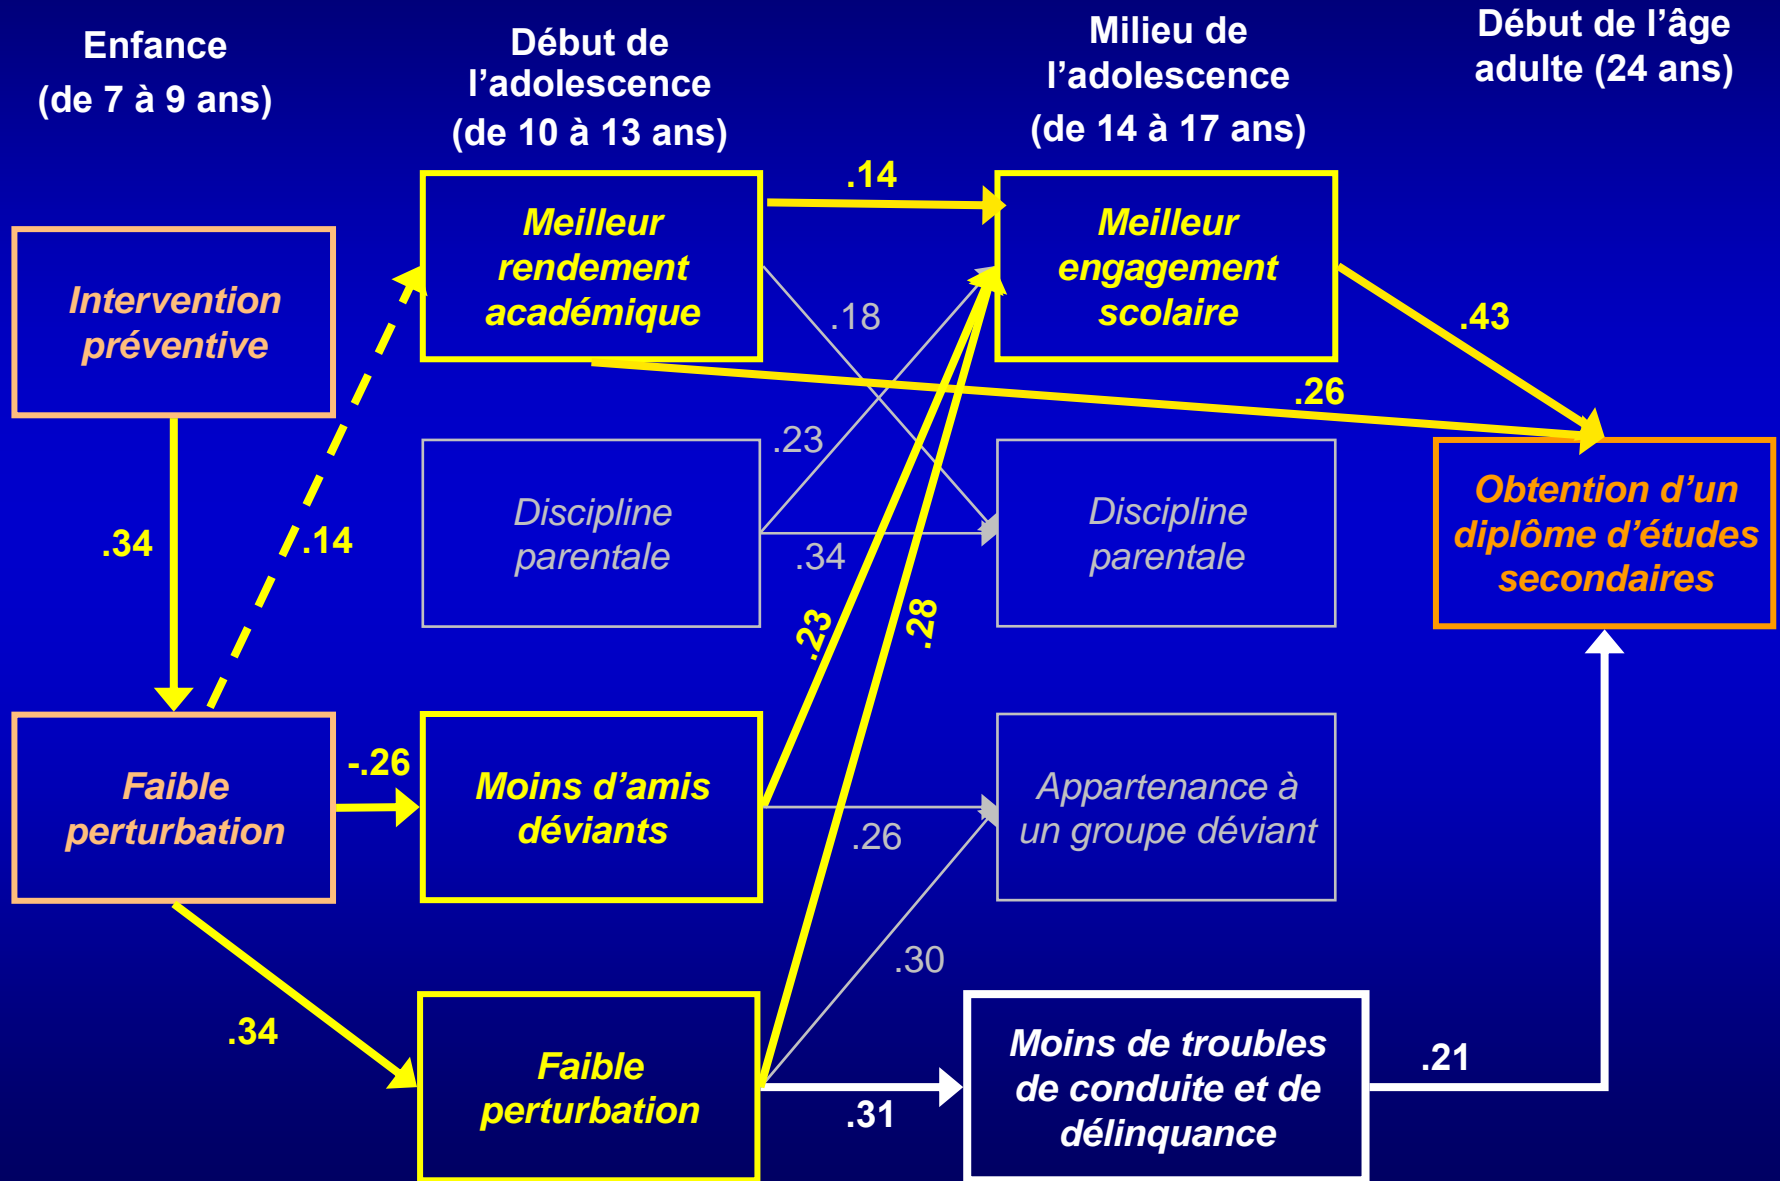 Enfance
(de 7 à 9 ans)
Début de
l’adolescence
(de 10 à 13 ans)
Milieu de
l’adolescence
(de 14 à 17 ans)
Début de l’âge
adulte (24 ans)
Intervention
préventive
Meilleur
rendement
académique
.14
Meilleur
engagement
scolaire
.18
.43
.26
.23
.34
.14
Discipline
parentale
.34
Discipline
parentale
Obtention d’un
diplôme d’études
secondaires
.23
.28
Faible
perturbation
-.26
Moins d’amis
déviants
.26
Appartenance à
un groupe déviant
.30
.34
Faible
perturbation
.31
Moins de troubles
de conduite et de
délinquance
.21